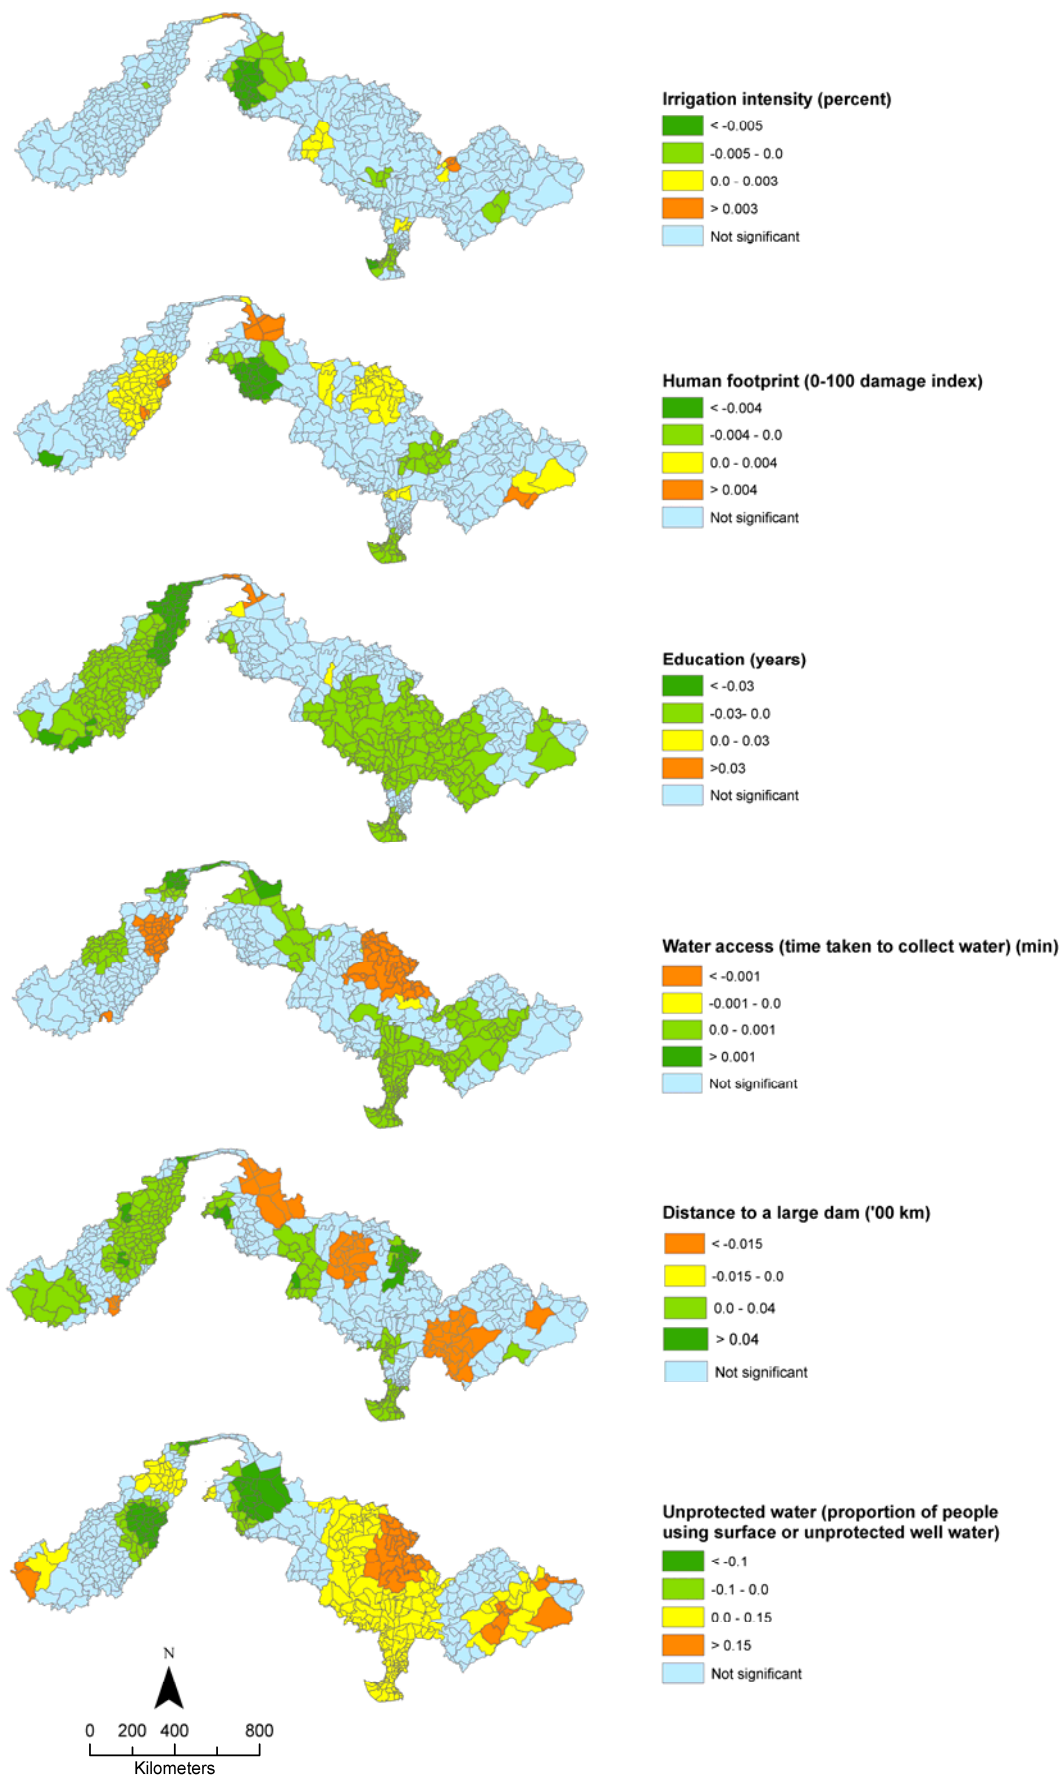 Irrigation intensity (percent)
< -0.005
-0.005 - 0.0
0.0 - 0.003
> 0.003
Not significant
Human footprint (0-100 damage index)
< -0.004
-0.004 - 0.0
0.0 - 0.004
> 0.004
Not significant
Education (years)
< -0.03
-0.03- 0.0
0.0 - 0.03
>0.03
Not significant
Water access (time taken to collect water) (min)
< -0.001
-0.001 - 0.0
0.0 - 0.001
> 0.001
Not significant
Distance to a large dam ('00 km)
< -0.015
-0.015 - 0.0
0.0 - 0.04
> 0.04
Not significant
Unprotected water (proportion of people
using surface or unprotected well water)
< -0.1
-0.1 - 0.0
0.0 - 0.15
> 0.15
Not significant
N
0 200 400 800
Kilometers